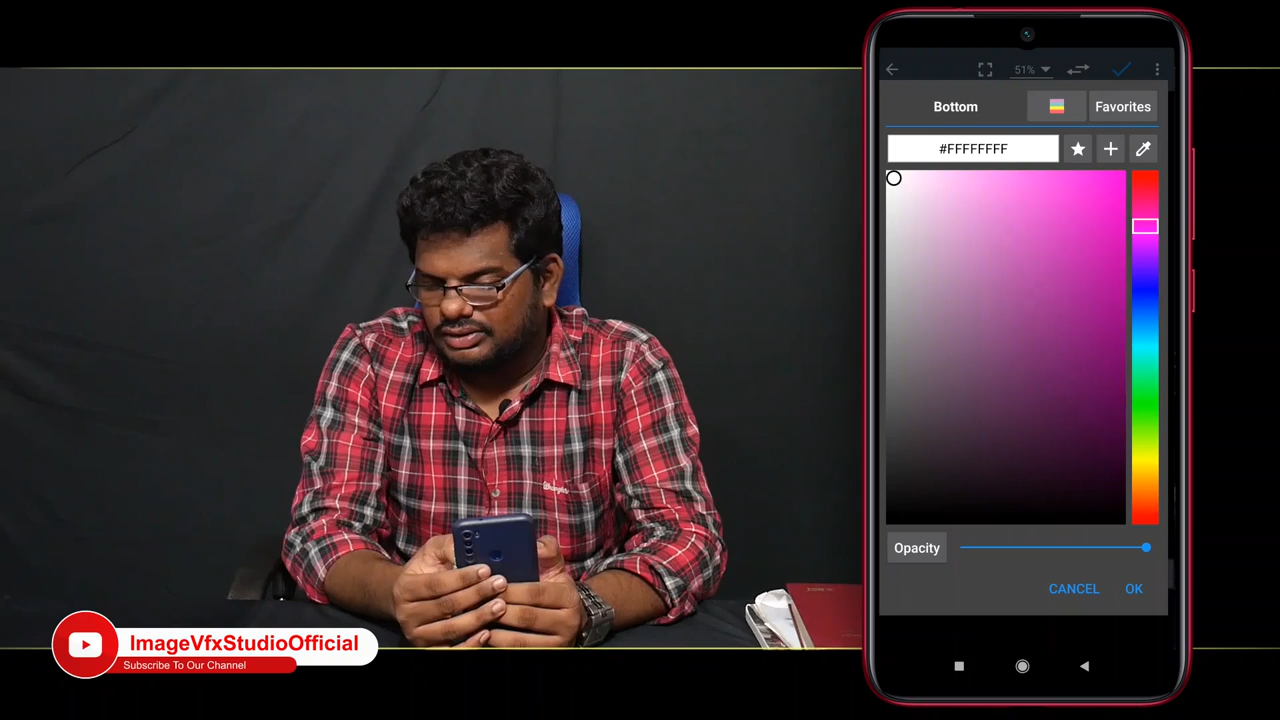 51%
Bottom
Favorites
#FFFFFFFF
Opacity
CANCEL
OK
ImageVfxStudioOfficial
Subscribe To Our Channel